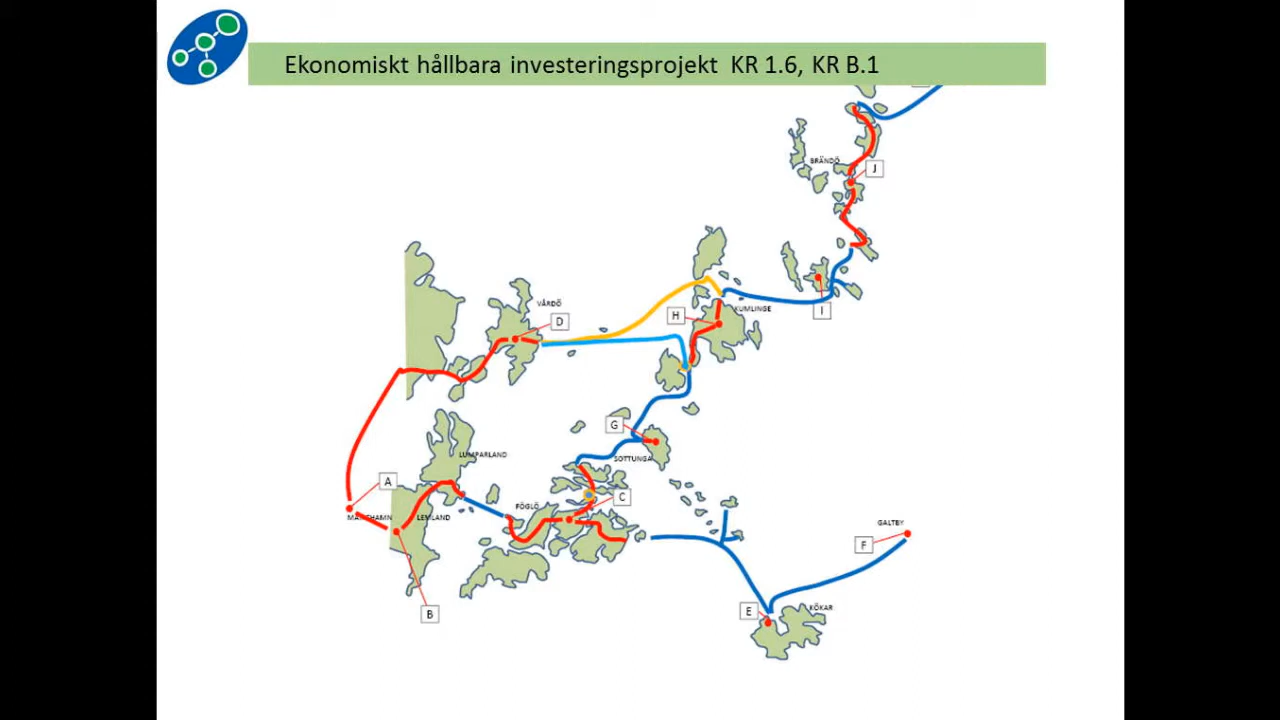 Ekonomiskt hållbara investeringsprojekt KR 1.6, KR B.1
BRÄNDÖ
J
VÅRDÖ
D
H
KUMLINGE
I
G
LUMPARLAND
SOTTUNGA
A
C
FÖGLÖ
LEMLAND
GALTBY
F
E
KÖKAR
B